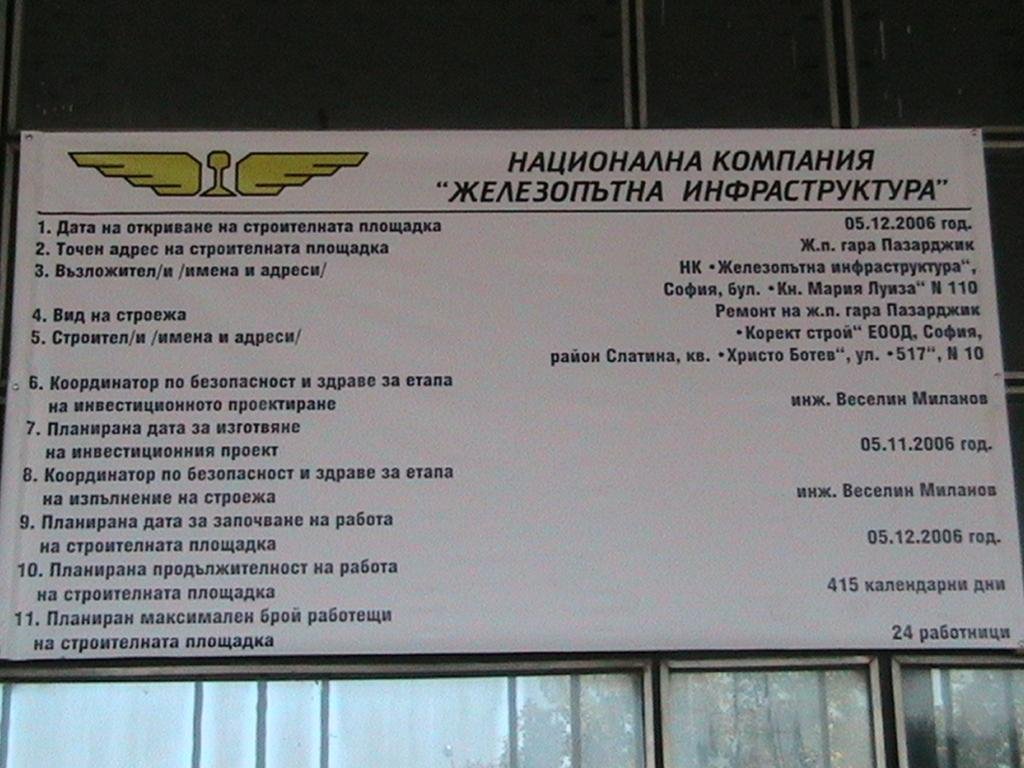 НАЦИОНАЛНА КОМПАНИЯ
"ЖЕЛЕЗОПЪТНА ИНФРАСТРУКТУРА"
1. Дата на откриване на строителната площадка 05.12.2006 год.
2. Точен адрес на строителната площадка Ж.п. гара Пазарджик
3. Възложител/и /имена и адреси/ НК •Железопътна инфраструктура“,
София, бул. •Кн. Мария Луиза“ N 110
4. Вид на строежа Ремонт на ж.п. гара Пазарджик
5. Строител/и /имена и адреси/ •Корект строй“ ЕООД, София,
район Слатина, кв. •Христо Ботев“, ул. •517“, N 10
6. Координатор по безопасност и здраве за етапа
на инвестиционното проектиране инж. Веселин Миланов
7. Планирана дата за изготвяне
на инвестиционния проект 05.11.2006 год.
8. Координатор по безопасност и здраве за етапа
на изпълнение на строежа инж. Веселин Миланов
9. Планирана дата за започване на работа
на строителната площадка 05.12.2006 год.
10. Планирана продължителност на работа
на строителната площадка 415 календарни дни
11. Планиран максимален брой работещи
на строителната площадка 24 работници